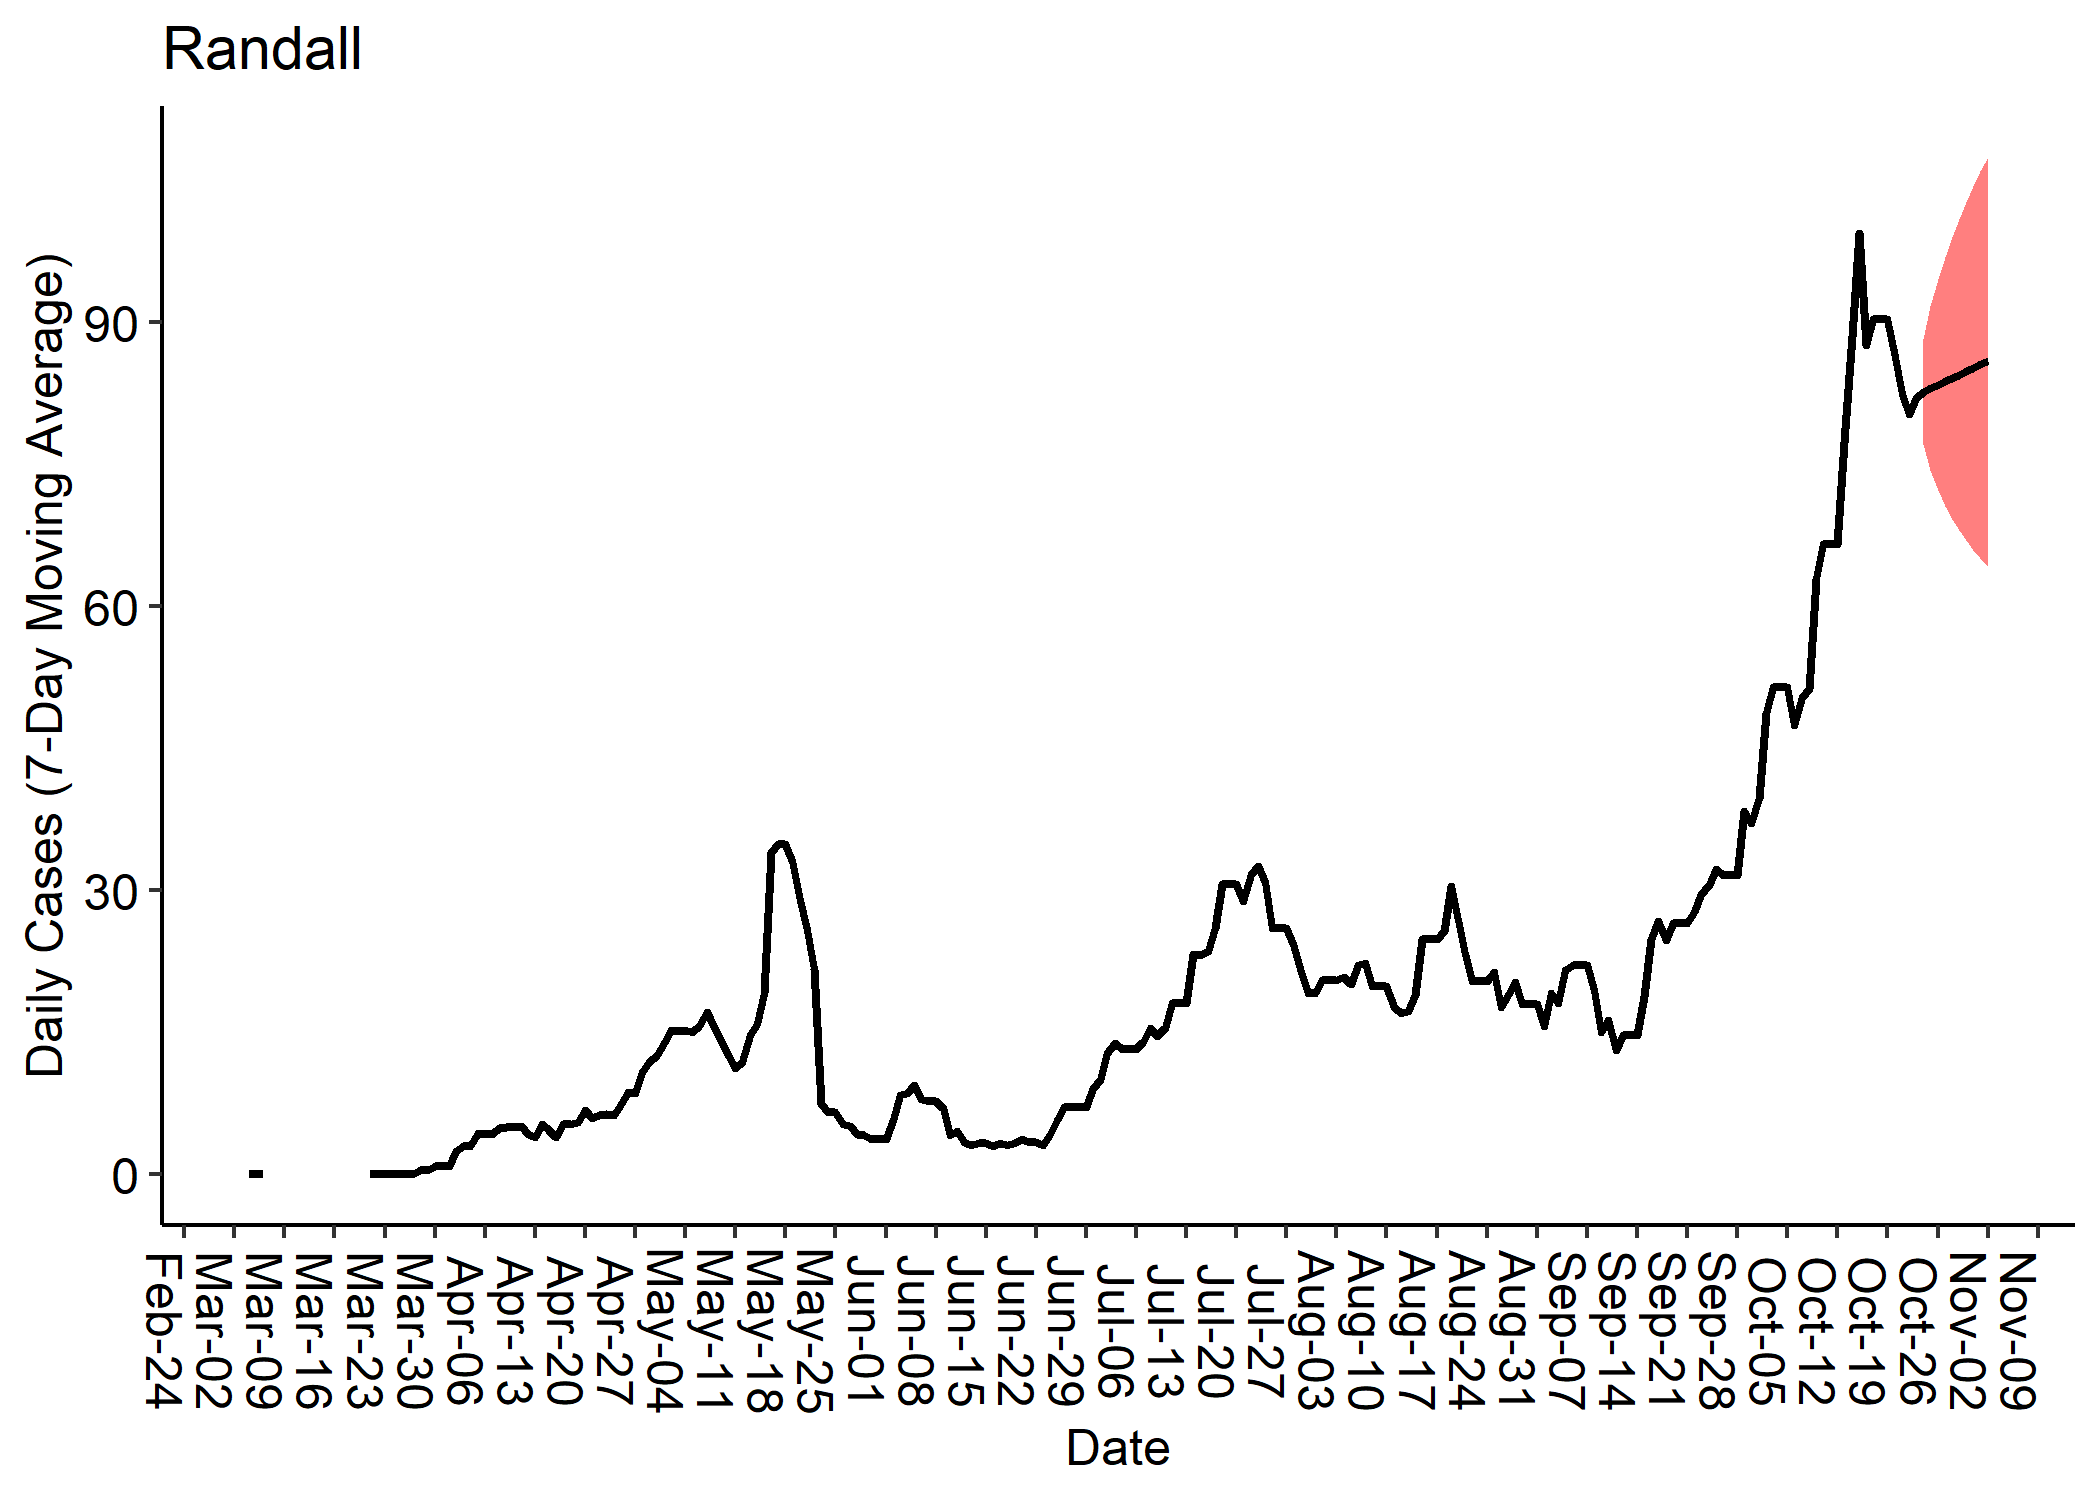 Randall
Daily Cases (7-Day Moving Average)
90
60
30
0
Feb-24
Mar-02
Mar-09
Mar-16
Mar-23
Mar-30
Apr-06
Apr-13
Apr-20
Apr-27
May-04
May-11
May-18
May-25
Jun-01
Jun-08
Jun-15
Jun-22
Jun-29
Jul-06
Jul-13
Jul-20
Jul-27
Aug-03
Aug-10
Aug-17
Aug-24
Aug-31
Sep-07
Sep-14
Sep-21
Sep-28
Oct-05
Oct-12
Oct-19
Oct-26
Nov-02
Nov-09
Date